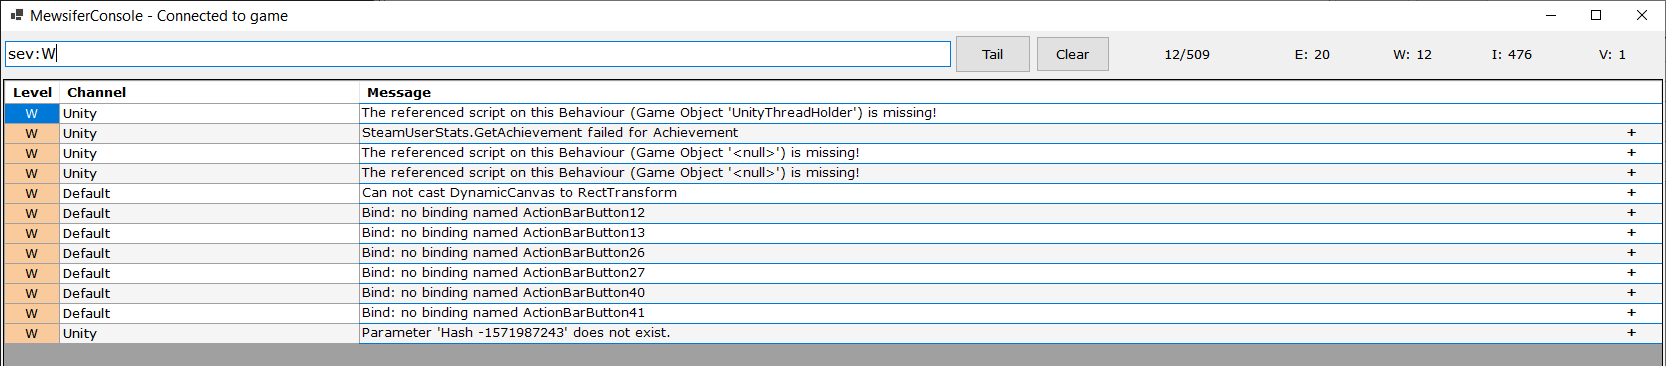 MewsiferConsole - Connected to game
sev:W Tail Clear 12/509 E: 20 W: 12 I: 476 V: 1
Level Channel Message
W Unity The referenced script on this Behaviour (Game Object 'UnityThreadHolder') is missing!
W Unity SteamUserStats.GetAchievement failed for Achievement +
W Unity The referenced script on this Behaviour (Game Object '<null>') is missing! +
W Unity The referenced script on this Behaviour (Game Object '<null>') is missing! +
W Default Can not cast DynamicCanvas to RectTransform +
W Default Bind: no binding named ActionBarButton12 +
W Default Bind: no binding named ActionBarButton13 +
W Default Bind: no binding named ActionBarButton26 +
W Default Bind: no binding named ActionBarButton27 +
W Default Bind: no binding named ActionBarButton40 +
W Default Bind: no binding named ActionBarButton41 +
W Unity Parameter 'Hash -1571987243' does not exist. +